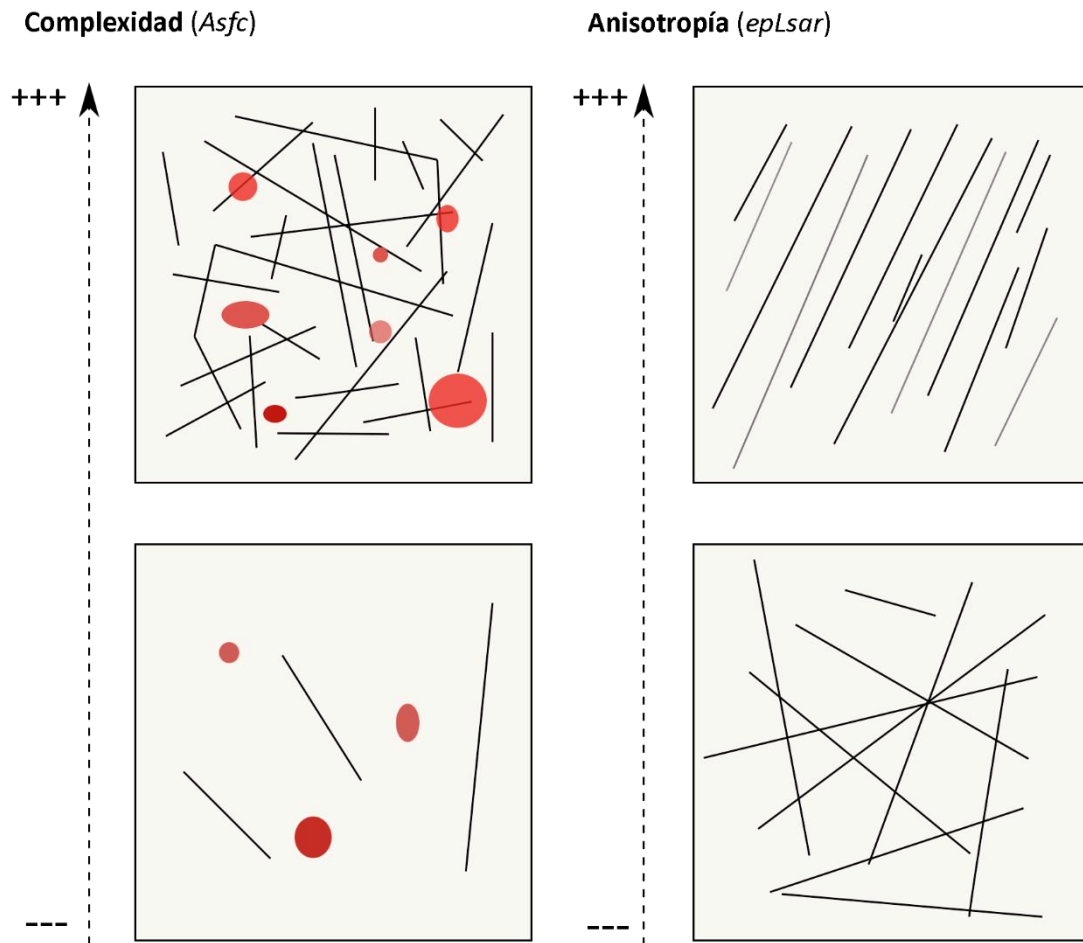 Complexidad (Asfc)
Anisotropía (epLsar)
+++
+++
---
---